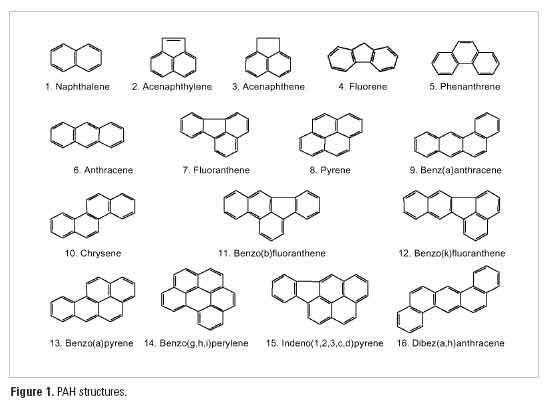 1. Naphthalene 2. Acenaphthylene 3. Acenaphthene 4. Fluorene 5. Phenanthrene
6. Anthracene 7. Fluoranthene 8. Pyrene 9. Benz(a)anthracene
10. Chrysene 11. Benzo(b)fluoranthene 12. Benzo(k)fluoranthene
13. Benzo(a)pyrene 14. Benzo(g,h,i)perylene 15. Indeno(1,2,3,c,d)pyrene 16. Dibez(a,h)anthracene
Figure 1. PAH structures.